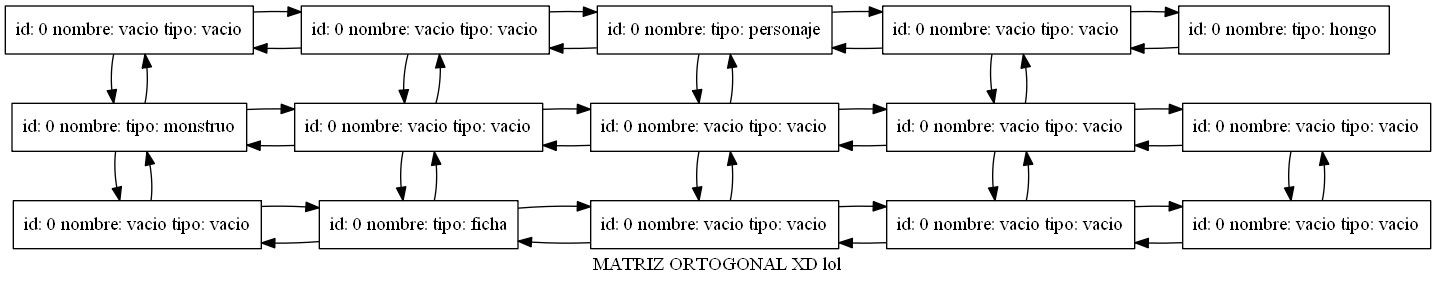 id: 0 nombre: vacio tipo: vacio
id: 0 nombre: vacio tipo: vacio
id: 0 nombre: tipo: personaje
id: 0 nombre: vacio tipo: vacio
id: 0 nombre: tipo: hongo
id: 0 nombre: tipo: monstruo
id: 0 nombre: vacio tipo: vacio
id: 0 nombre: vacio tipo: vacio
id: 0 nombre: vacio tipo: vacio
id: 0 nombre: vacio tipo: vacio
id: 0 nombre: vacio tipo: vacio
id: 0 nombre: tipo: ficha
id: 0 nombre: vacio tipo: vacio
id: 0 nombre: vacio tipo: vacio
id: 0 nombre: vacio tipo: vacio
MATRIZ ORTOGONAL XD lol